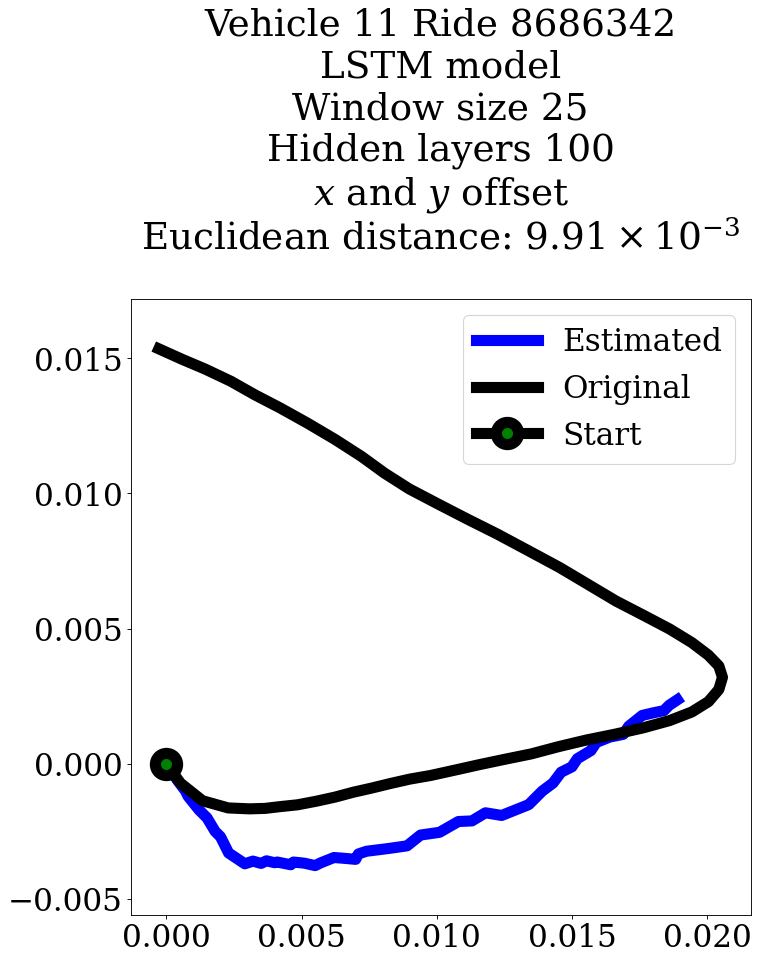 Vehicle 11 Ride 8686342
LSTM model
Window size 25
Hidden layers 100
x and y offset
Euclidean distance: 9.91 × 10⁻³
Estimated
Original
Start
0.015
0.010
0.005
0.000
−0.005
0.000 0.005 0.010 0.015 0.020